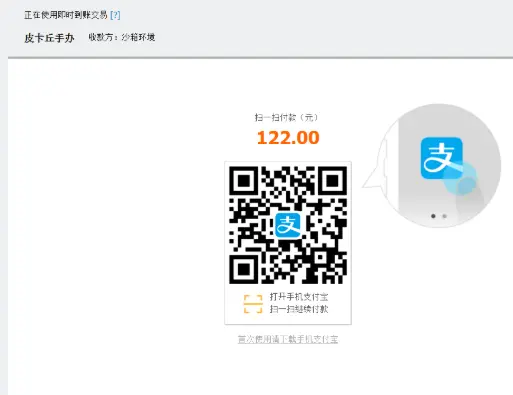 正在使用即时到账交易 [?]
皮卡丘手办 收款方：沙箱环境
扫一扫付款（元）
122.00
支
支
打开手机支付宝
扫一扫继续付款
首次使用请下载手机支付宝